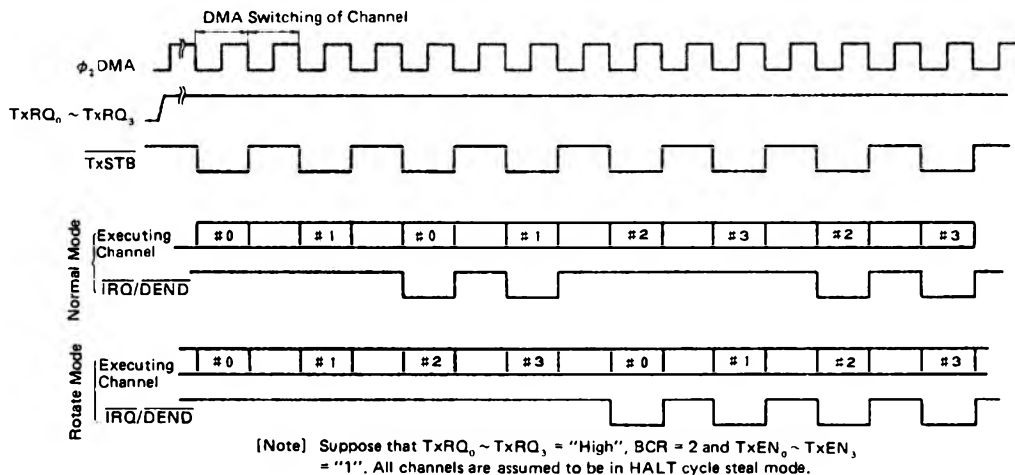 DMA Switching of Channel
φ₂DMA
TxRQ₀ ~ TxRQ₃
TxSTB
Normal Mode
Executing Channel
#0 #1 #0 #1 #2 #3 #2 #3
IRQ/DEND
Rotate Mode
Executing Channel
#0 #1 #2 #3 #0 #1 #2 #3
IRQ/DEND
[Note] Suppose that TxRQ₀ ~ TxRQ₃ = "High", BCR = 2 and TxEN₀ ~ TxEN₃
= "1". All channels are assumed to be in HALT cycle steal mode.